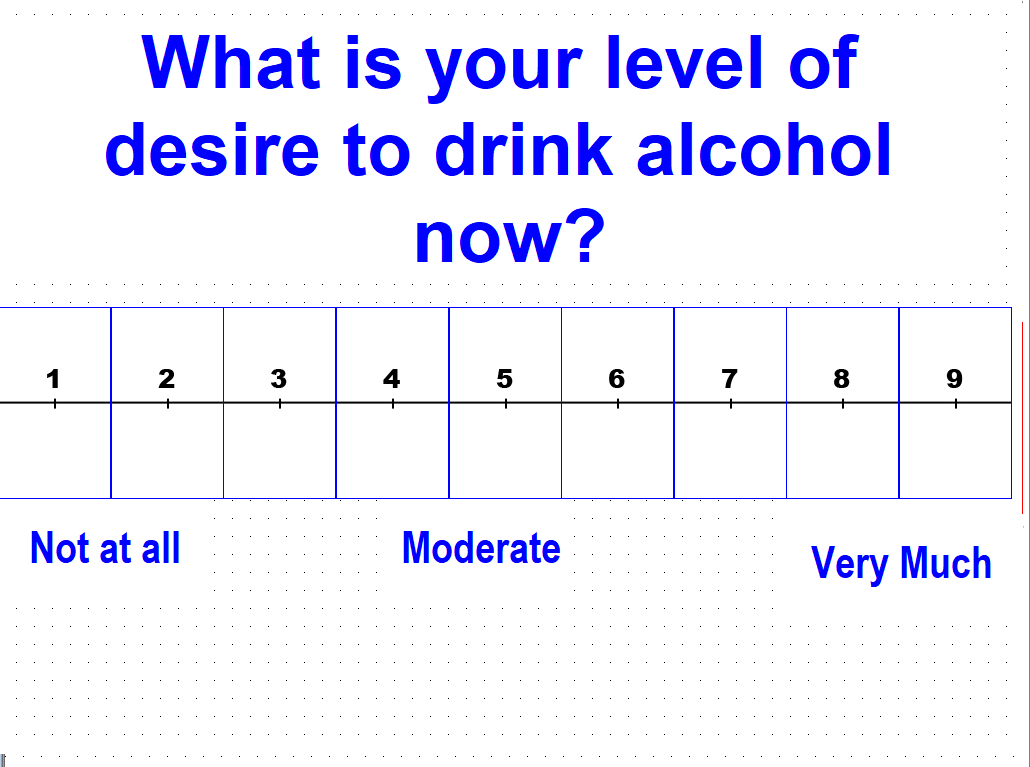 What is your level of
desire to drink alcohol
now?
1 2 3 4 5 6 7 8 9
Not at all Moderate Very Much